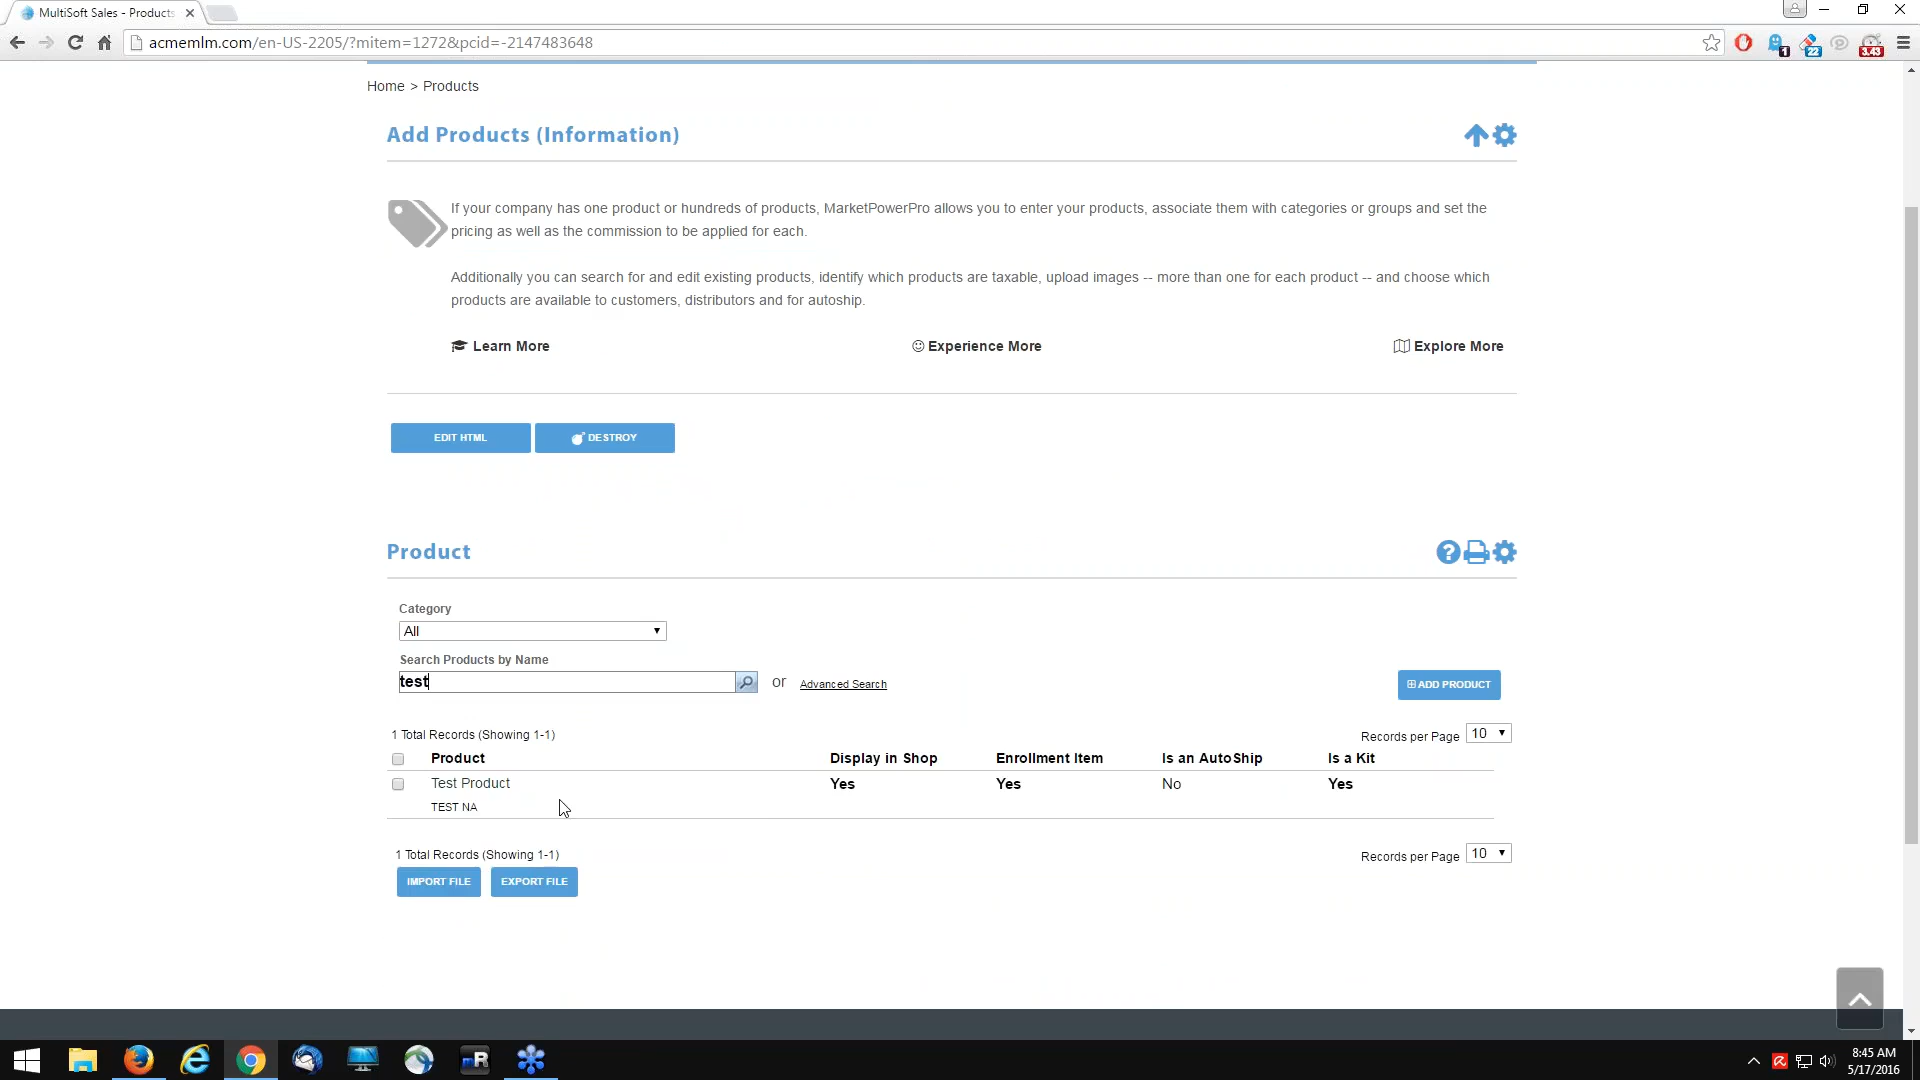 MultiSoft Sales - Products
acmemlm.com/en-US-2205/?mitem=1272&pcid=-2147483648
1
22
3.43
Home > Products
Add Products (Information)
If your company has one product or hundreds of products, MarketPowerPro allows you to enter your products, associate them with categories or groups and set the
pricing as well as the commission to be applied for each.
Additionally you can search for and edit existing products, identify which products are taxable, upload images -- more than one for each product -- and choose which
products are available to customers, distributors and for autoship.
Learn More
Experience More
Explore More
EDIT HTML
DESTROY
Product
Category
All
Search Products by Name
test
or
Advanced Search
ADD PRODUCT
1 Total Records (Showing 1-1)
Records per Page 10
Product Display in Shop Enrollment Item Is an AutoShip Is a Kit
Test Product Yes Yes No Yes
TEST NA
1 Total Records (Showing 1-1)
Records per Page 10
IMPORT FILE
EXPORT FILE
mR
8:45 AM
5/17/2016